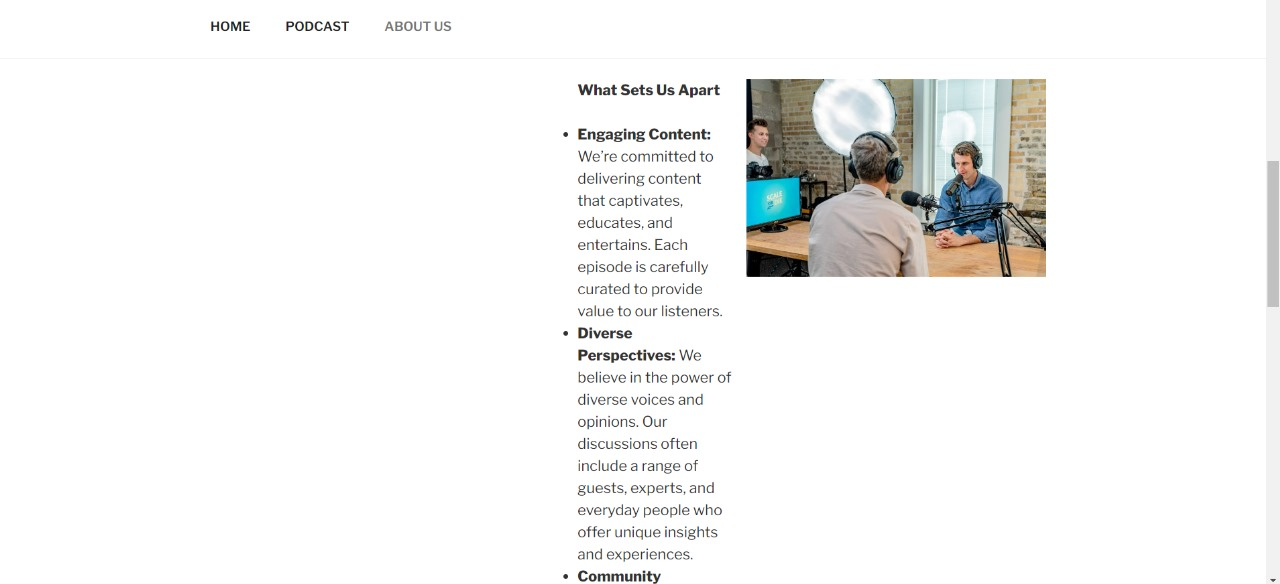 HOME PODCAST ABOUT US
What Sets Us Apart
Engaging Content:
We're committed to
delivering content
that captivates,
educates, and
entertains. Each
episode is carefully
curated to provide
value to our listeners.
Diverse
Perspectives: We
believe in the power of
diverse voices and
opinions. Our
discussions often
include a range of
guests, experts, and
everyday people who
offer unique insights
and experiences.
Community
SCALE